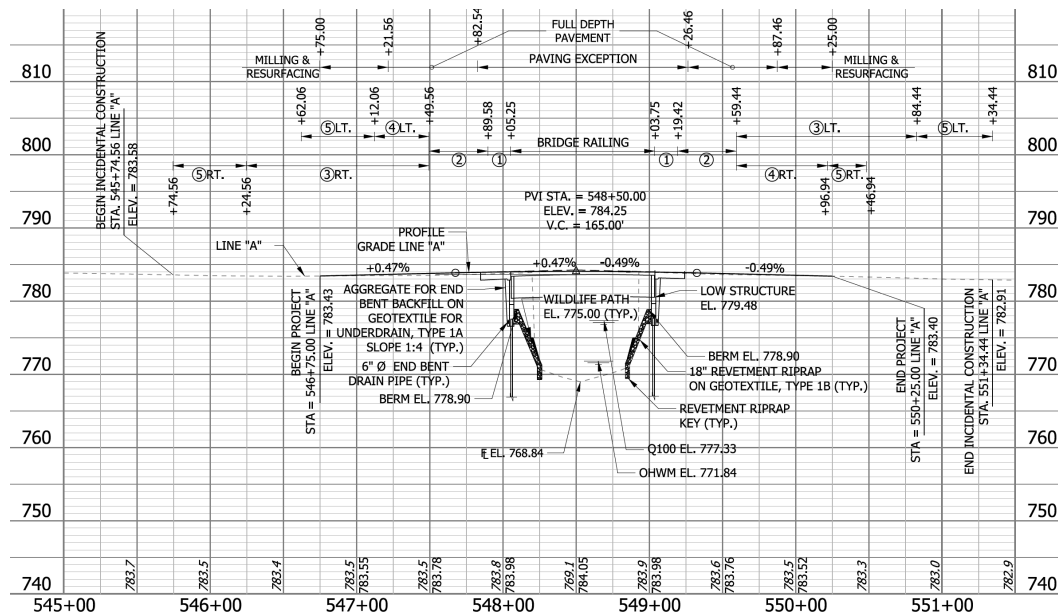 FULL DEPTH
PAVEMENT
+75.00
+21.56
+82.54
+26.46
+87.46
+25.00
MILLING &
RESURFACING
PAVING EXCEPTION
MILLING &
RESURFACING
810
810
+62.06
+12.06
+49.56
+89.58
+05.25
+03.75
+19.42
+59.44
+84.44
+34.44
⑤LT.
④LT.
③LT.
⑤LT.
BRIDGE RAILING
800
②
①
①
②
800
⑤RT.
③RT.
④RT.
⑤RT.
+74.56
+24.56
+96.94
+46.94
BEGIN INCIDENTAL CONSTRUCTION
STA. 545+74.56 LINE "A"
ELEV. = 783.58
PVI STA. = 548+50.00
ELEV. = 784.25
V.C. = 165.00'
790
790
LINE "A"
PROFILE
GRADE LINE "A"
+0.47%
+0.47%
-0.49%
-0.49%
780
780
AGGREGATE FOR END
BENT BACKFILL ON
GEOTEXTILE FOR
UNDERDRAIN, TYPE 1A
SLOPE 1:4 (TYP.)
WILDLIFE PATH
EL. 775.00 (TYP.)
LOW STRUCTURE
EL. 779.48
BEGIN PROJECT
STA = 546+75.00 LINE "A"
ELEV. = 783.43
6" Ø END BENT
DRAIN PIPE (TYP.)
BERM EL. 778.90
BERM EL. 778.90
18" REVETMENT RIPRAP
ON GEOTEXTILE, TYPE 1B (TYP.)
REVETMENT RIPRAP
KEY (TYP.)
END PROJECT
STA = 550+25.00 LINE "A"
ELEV. = 783.40
END INCIDENTAL CONSTRUCTION
STA. 551+34.44 LINE "A"
ELEV. = 782.91
770
770
℄ EL. 768.84
Q100 EL. 777.33
OHWM EL. 771.84
760
760
750
750
740
740
783.7
783.5
783.4
783.5
783.55
783.5
783.78
783.8
783.98
769.1
784.05
783.9
783.98
783.6
783.76
783.5
783.52
783.3
783.0
782.9
545+00
546+00
547+00
548+00
549+00
550+00
551+00